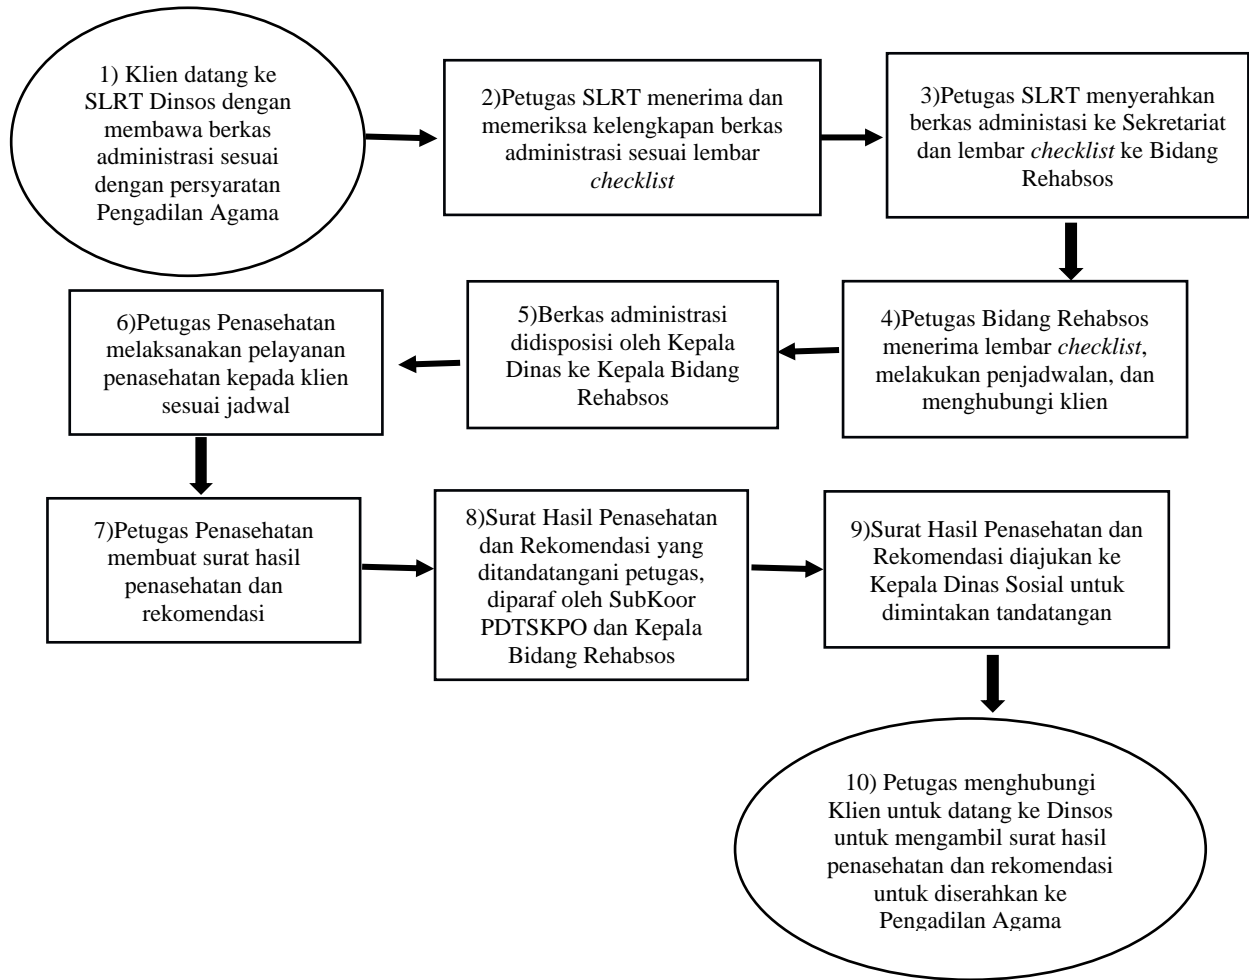 1) Klien datang ke
SLRT Dinsos dengan
membawa berkas
administrasi sesuai
dengan persyaratan
Pengadilan Agama
2)Petugas SLRT menerima dan
memeriksa kelengkapan berkas
administrasi sesuai lembar
checklist
3)Petugas SLRT menyerahkan
berkas administasi ke Sekretariat
dan lembar checklist ke Bidang
Rehabsos
4)Petugas Bidang Rehabsos
menerima lembar checklist,
melakukan penjadwalan, dan
menghubungi klien
5)Berkas administrasi
didisposi oleh Kepala
Dinas ke Kepala Bidang
Rehabsos
6)Petugas Penasehatan
melaksanakan pelayanan
penasehatan kepada klien
sesuai jadwal
7)Petugas Penasehatan
membuat surat hasil
penasehatan dan
rekomendasi
8)Surat Hasil Penasehatan
dan Rekomendasi yang
ditandatangani petugas,
diparaf oleh SubKoor
PDTSKPO dan Kepala
Bidang Rehabsos
9)Surat Hasil Penasehatan dan
Rekomendasi diajukan ke
Kepala Dinas Sosial untuk
dimintakan tandatangan
10) Petugas menghubungi
Klien untuk datang ke Dinsos
untuk mengambil surat hasil
penasehatan dan rekomendasi
untuk diserahkan ke
Pengadilan Agama